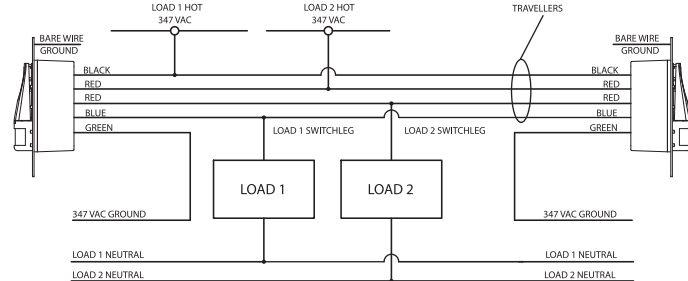 LOAD 1 HOT
347 VAC
LOAD 2 HOT
347 VAC
TRAVELLERS
BARE WIRE
GROUND
BARE WIRE
GROUND
BLACK
BLACK
RED
RED
RED
RED
BLUE
BLUE
GREEN
LOAD 1 SWITCHLEG
LOAD 2 SWITCHLEG
GREEN
LOAD 1
LOAD 2
347 VAC GROUND
347 VAC GROUND
LOAD 1 NEUTRAL
LOAD 1 NEUTRAL
LOAD 2 NEUTRAL
LOAD 2 NEUTRAL